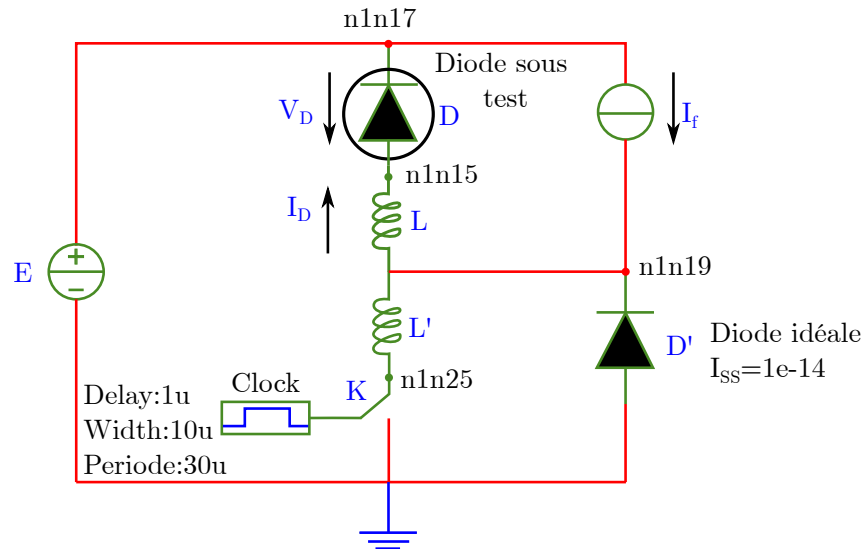 n1n17
Diode sous
test
V_D
D
I_f
n1n15
I_D
L
n1n19
E
+
−
L'
D'
Diode idéale
I_SS=1e-14
n1n25
K
Clock
Delay:1u
Width:10u
Periode:30u